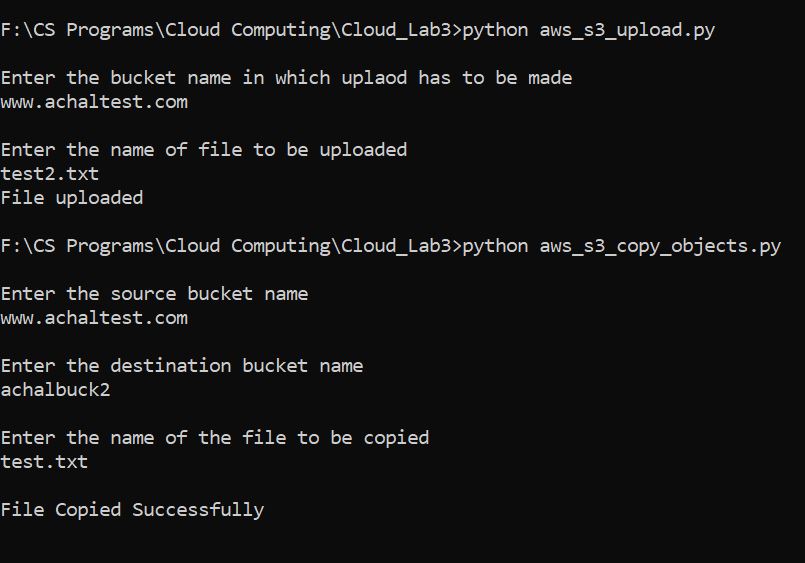 F:\CS Programs\Cloud Computing\Cloud_Lab3>python aws_s3_upload.py
Enter the bucket name in which uplaod has to be made
www.achaltest.com
Enter the name of file to be uploaded
test2.txt
File uploaded
F:\CS Programs\Cloud Computing\Cloud_Lab3>python aws_s3_copy_objects.py
Enter the source bucket name
www.achaltest.com
Enter the destination bucket name
achalbuck2
Enter the name of the file to be copied
test.txt
File Copied Successfully